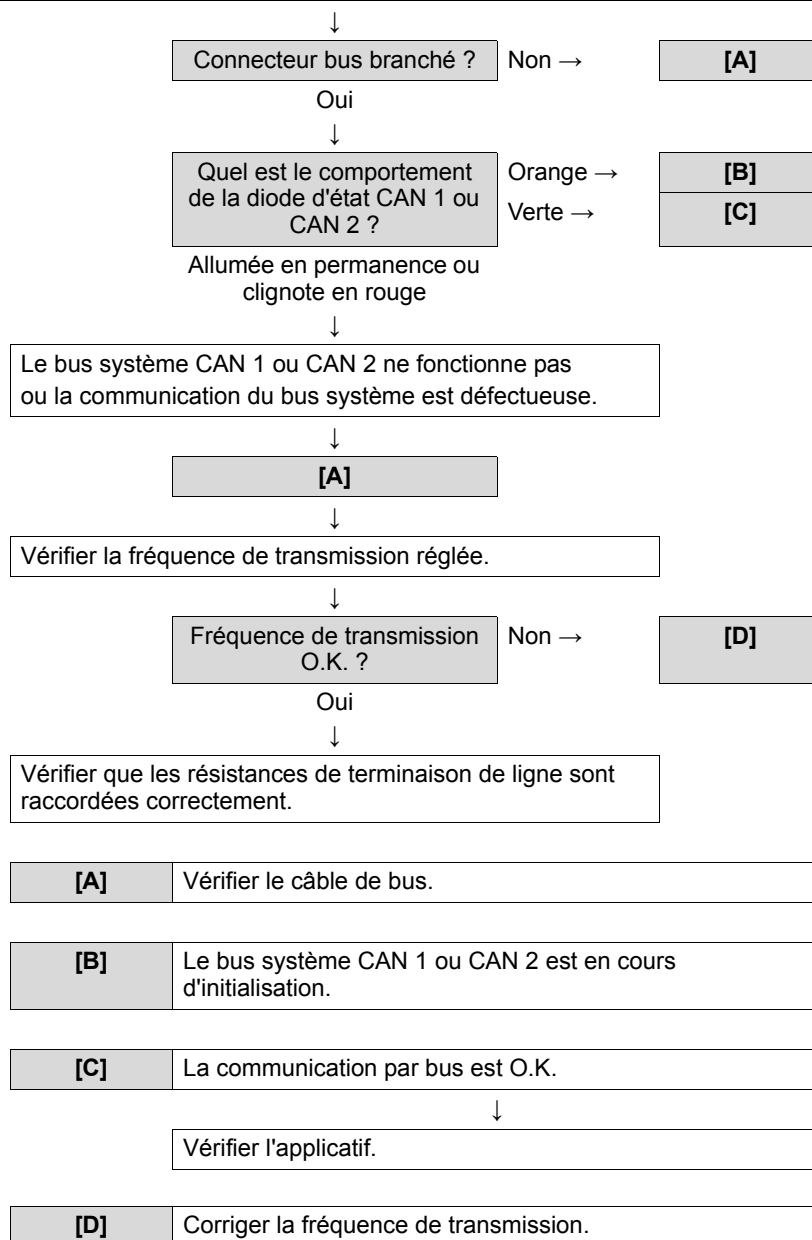 ↓
Connecteur bus branché ? Non → [A]
Oui
↓
Quel est le comportement Orange → [B]
de la diode d'état CAN 1 ou Verte → [C]
CAN 2 ?
Allumée en permanence ou
clignote en rouge
↓
Le bus système CAN 1 ou CAN 2 ne fonctionne pas
ou la communication du bus système est défectueuse.
↓
[A]
↓
Vérifier la fréquence de transmission réglée.
↓
Fréquence de transmission Non → [D]
O.K. ?
Oui
↓
Vérifier que les résistances de terminaison de ligne sont
raccordées correctement.
[A] Vérifier le câble de bus.
[B] Le bus système CAN 1 ou CAN 2 est en cours
d'initialisation.
[C] La communication par bus est O.K.
↓
Vérifier l'applicatif.
[D] Corriger la fréquence de transmission.